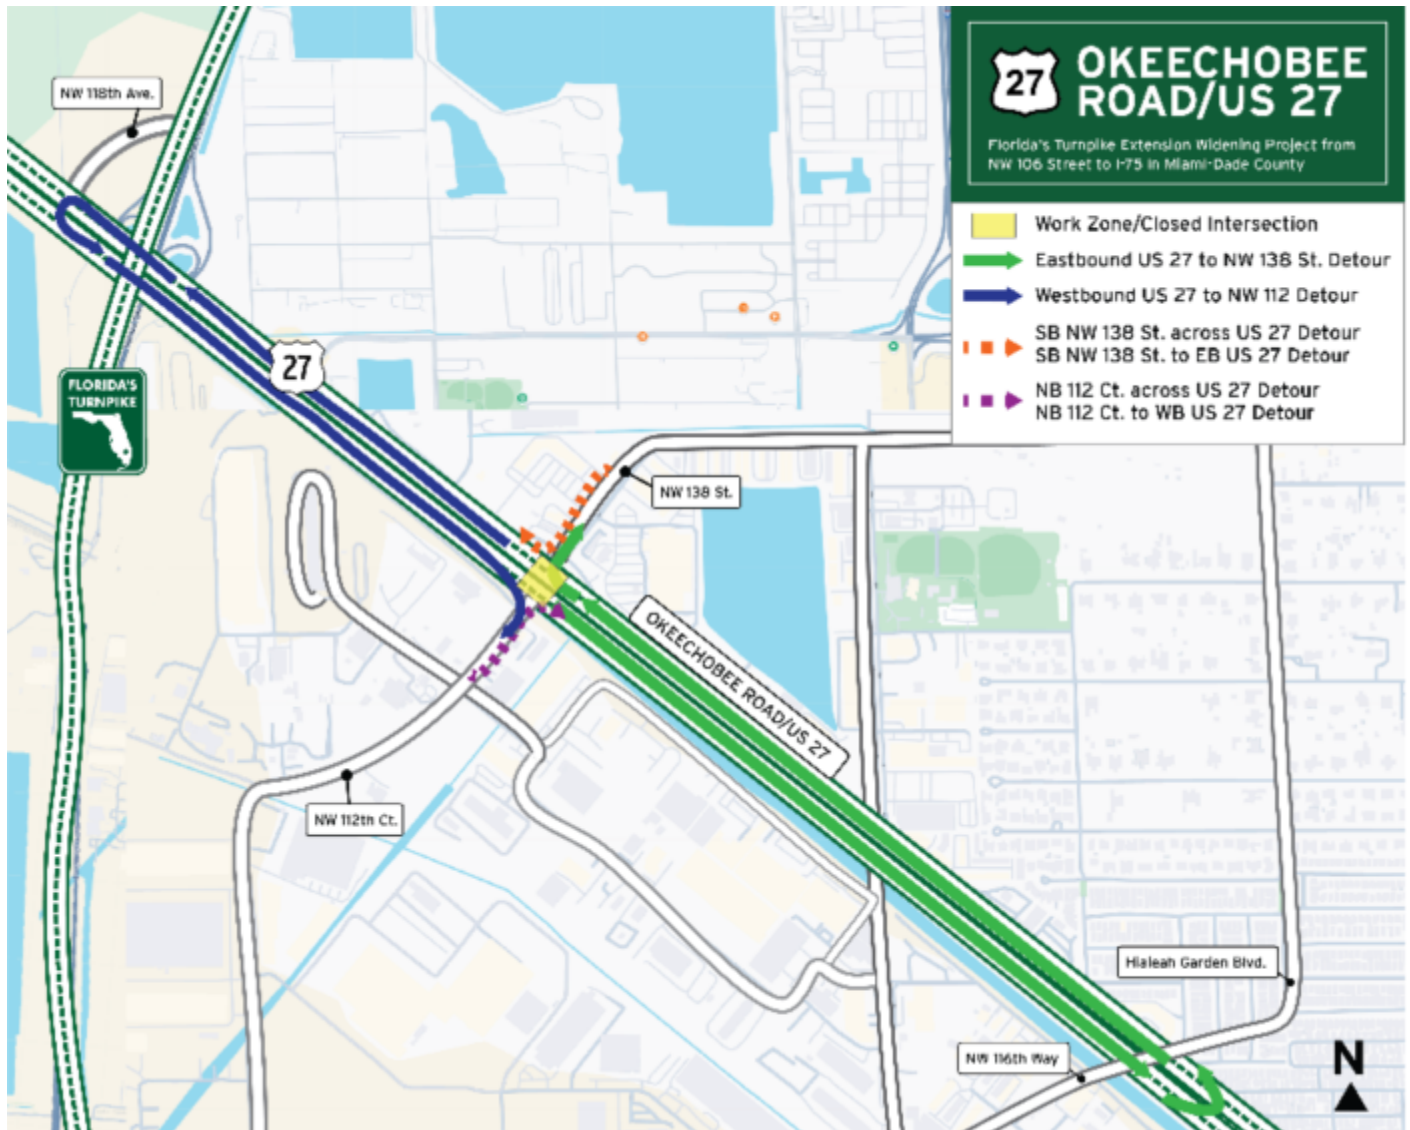 NW 118th Ave.
27
OKEECHOBEE
ROAD/US 27
Florida's Turnpike Extension Widening Project from
NW 106 Street to I-75 in Miami-Dade County
Work Zone/Closed Intersection
Eastbound US 27 to NW 138 St. Detour
Westbound US 27 to NW 112 Detour
SB NW 138 St. across US 27 Detour
SB NW 138 St. to EB US 27 Detour
NB 112 Ct. across US 27 Detour
NB 112 Ct. to WB US 27 Detour
27
FLORIDA'S
TURNPIKE
NW 138 St.
OKEECHOBEE ROAD/US 27
NW 112th Ct.
Hialeah Garden Blvd.
NW 116th Way
N